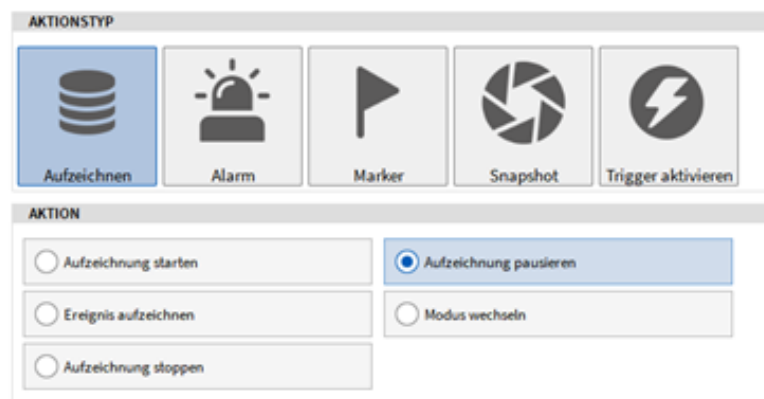 AKTIONSTYP
Aufzeichnen Alarm Marker Snapshot Trigger aktivieren
AKTION
Aufzeichnung starten Aufzeichnung pausieren
Ereignis aufzeichnen Modus wechseln
Aufzeichnung stoppen